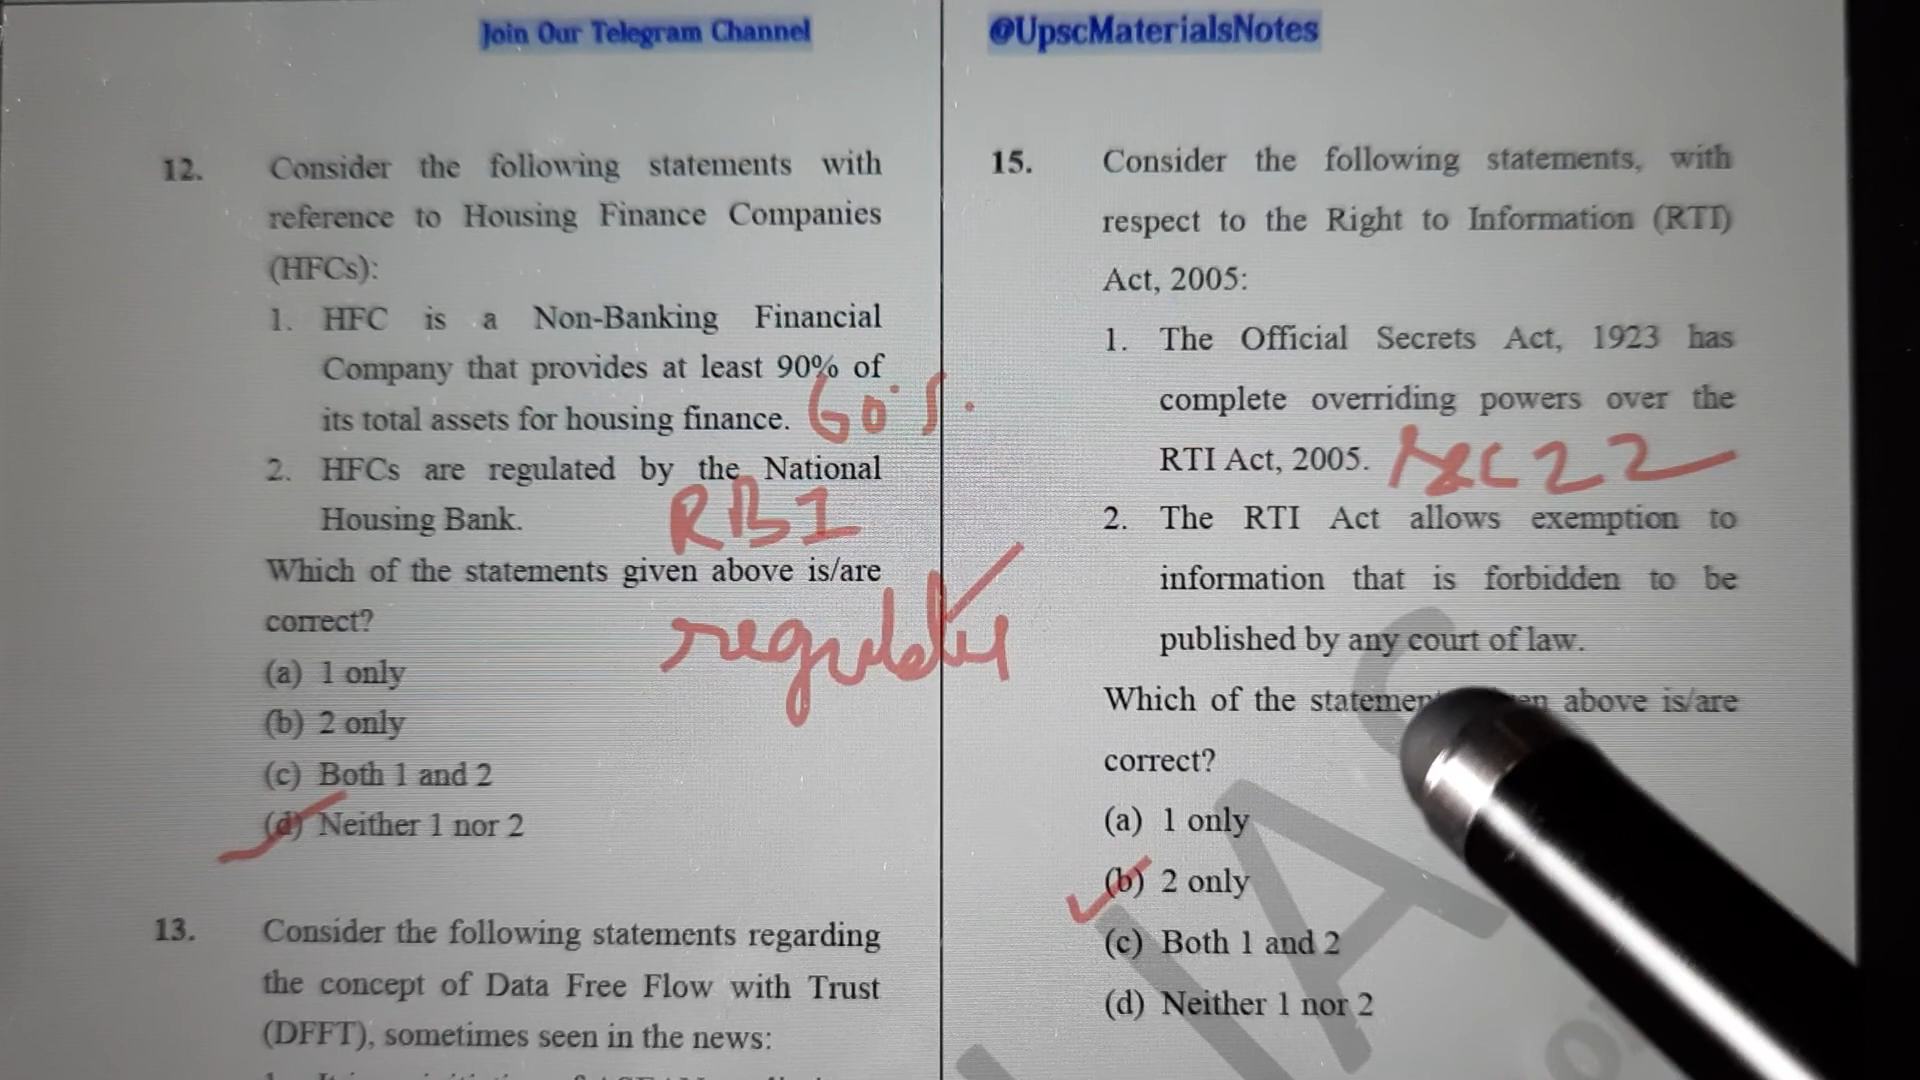 Join Our Telegram Channel
@UpscMaterialsNotes
12. Consider the following statements with
reference to Housing Finance Companies
(HFCs):
1. HFC is a Non-Banking Financial
Company that provides at least 90% of
its total assets for housing finance.
60%.
2. HFCs are regulated by the National
Housing Bank.
RBI
Which of the statements given above is/are
correct?
(a) 1 only
(b) 2 only
(c) Both 1 and 2
(d) Neither 1 nor 2
13. Consider the following statements regarding
the concept of Data Free Flow with Trust
(DFFT), sometimes seen in the news:
15. Consider the following statements, with
respect to the Right to Information (RTI)
Act, 2005:
1. The Official Secrets Act, 1923 has
complete overriding powers over the
RTI Act, 2005.
Sec 22
2. The RTI Act allows exemption to
information that is forbidden to be
published by any court of law.
Which of the above is/are
correct?
(a) 1 only
(b) 2 only
(c) Both 1 and 2
(d) Neither 1 nor 2
IAS